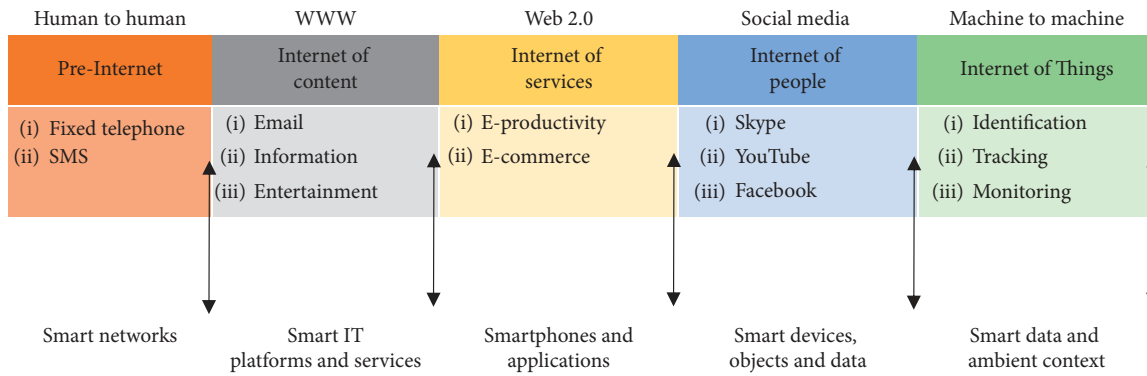 Human to human
WWW
Web 2.0
Social media
Machine to machine
Pre-Internet
Internet of
content
Internet of
services
Internet of
people
Internet of Things
(i) Fixed telephone
(ii) SMS
(i) Email
(ii) Information
(iii) Entertainment
(i) E-productivity
(ii) E-commerce
(i) Skype
(ii) YouTube
(iii) Facebook
(i) Identification
(ii) Tracking
(iii) Monitoring
Smart networks
Smart IT
platforms and services
Smartphones and
applications
Smart devices,
objects and data
Smart data and
ambient context